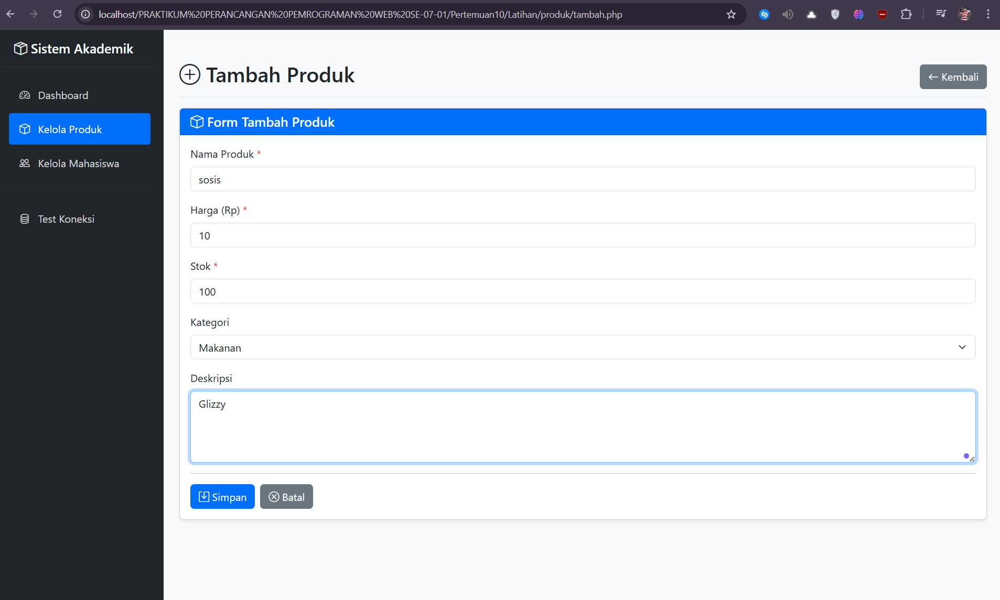 localhost/PRAKTIKUM%20PERANCANGAN%20PEMROGRAMAN%20WEB%20SE-07-01/Pertemuan10/Latihan/produk/tambah.php
Sistem Akademik
Dashboard
Kelola Produk
Kelola Mahasiswa
Test Koneksi
Tambah Produk
Kembali
Form Tambah Produk
Nama Produk *
sosis
Harga (Rp) *
10
Stok *
100
Kategori
Makanan
Deskripsi
Glizzy
Simpan
Batal